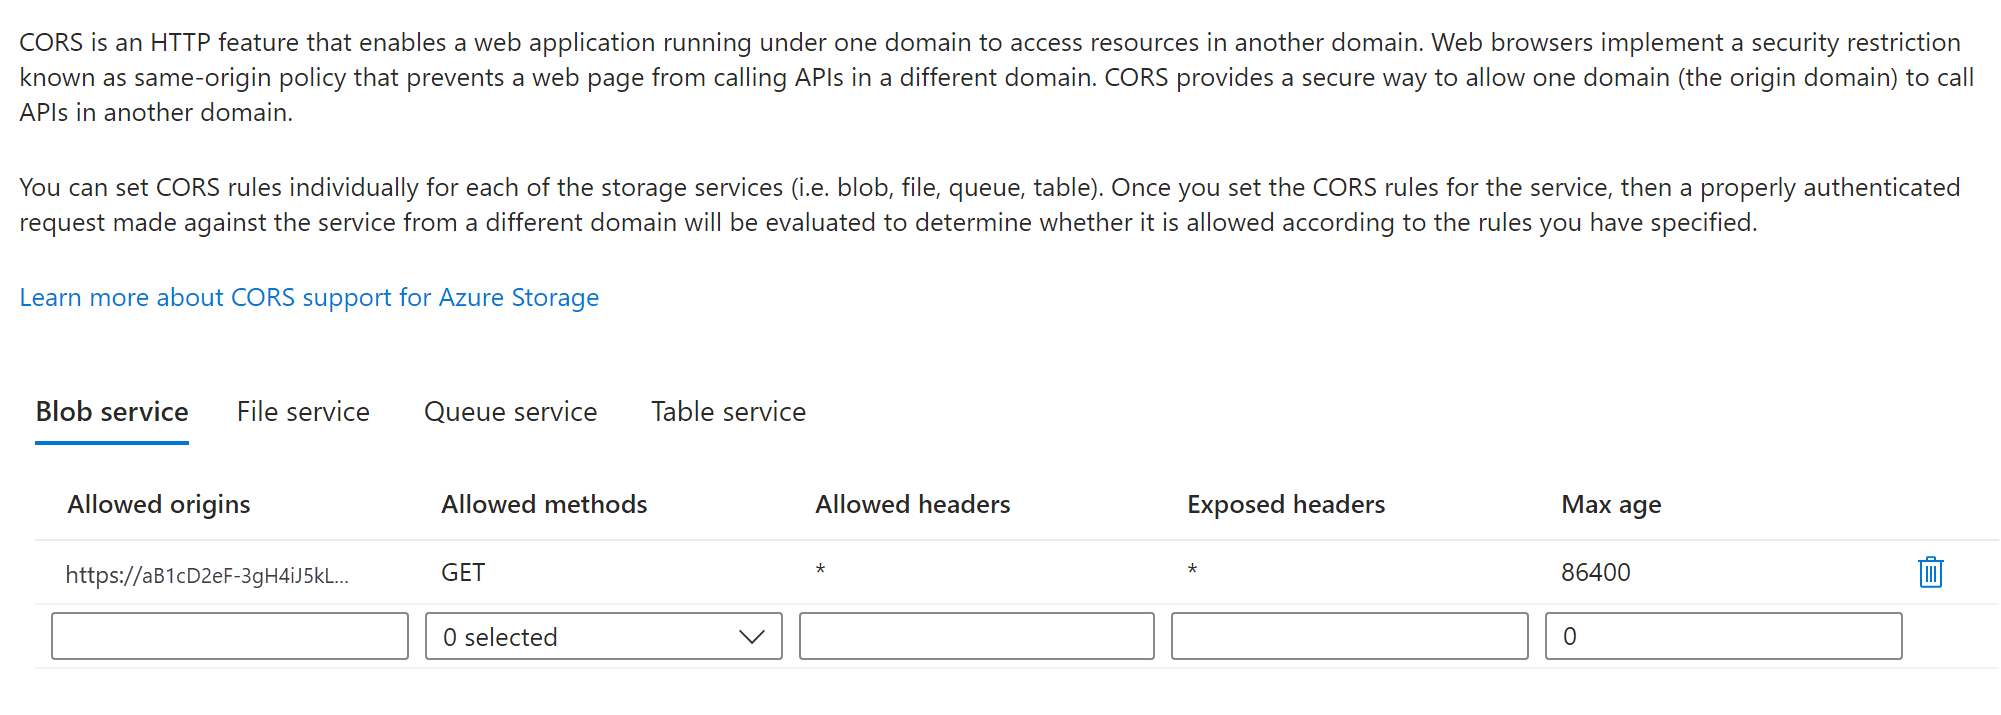 CORS is an HTTP feature that enables a web application running under one domain to access resources in another domain. Web browsers implement a security restriction
known as same-origin policy that prevents a web page from calling APIs in a different domain. CORS provides a secure way to allow one domain (the origin domain) to call
APIs in another domain.
You can set CORS rules individually for each of the storage services (i.e. blob, file, queue, table). Once you set the CORS rules for the service, then a properly authenticated
request made against the service from a different domain will be evaluated to determine whether it is allowed according to the rules you have specified.
Learn more about CORS support for Azure Storage
Blob service File service Queue service Table service
Allowed origins Allowed methods Allowed headers Exposed headers Max age
https://aB1cD2eF-3gH4iJ5kL... GET * * 86400
0 selected 0